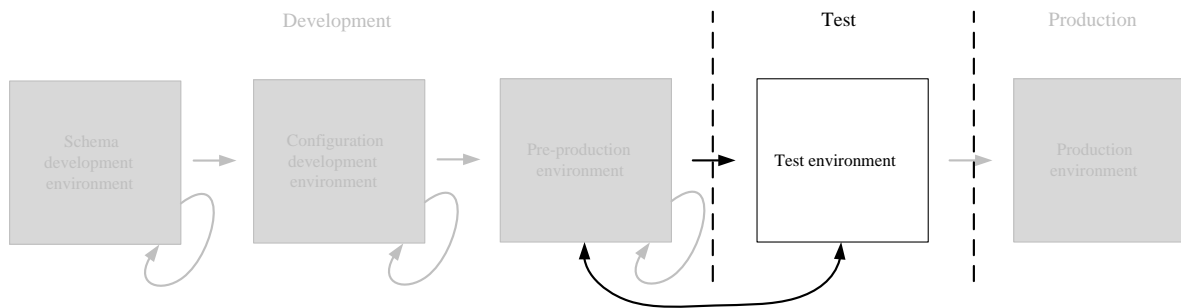 Development
Test
Production
Schema
development
environment
Configuration
development
environment
Pre-production
environment
Test environment
Production
environment